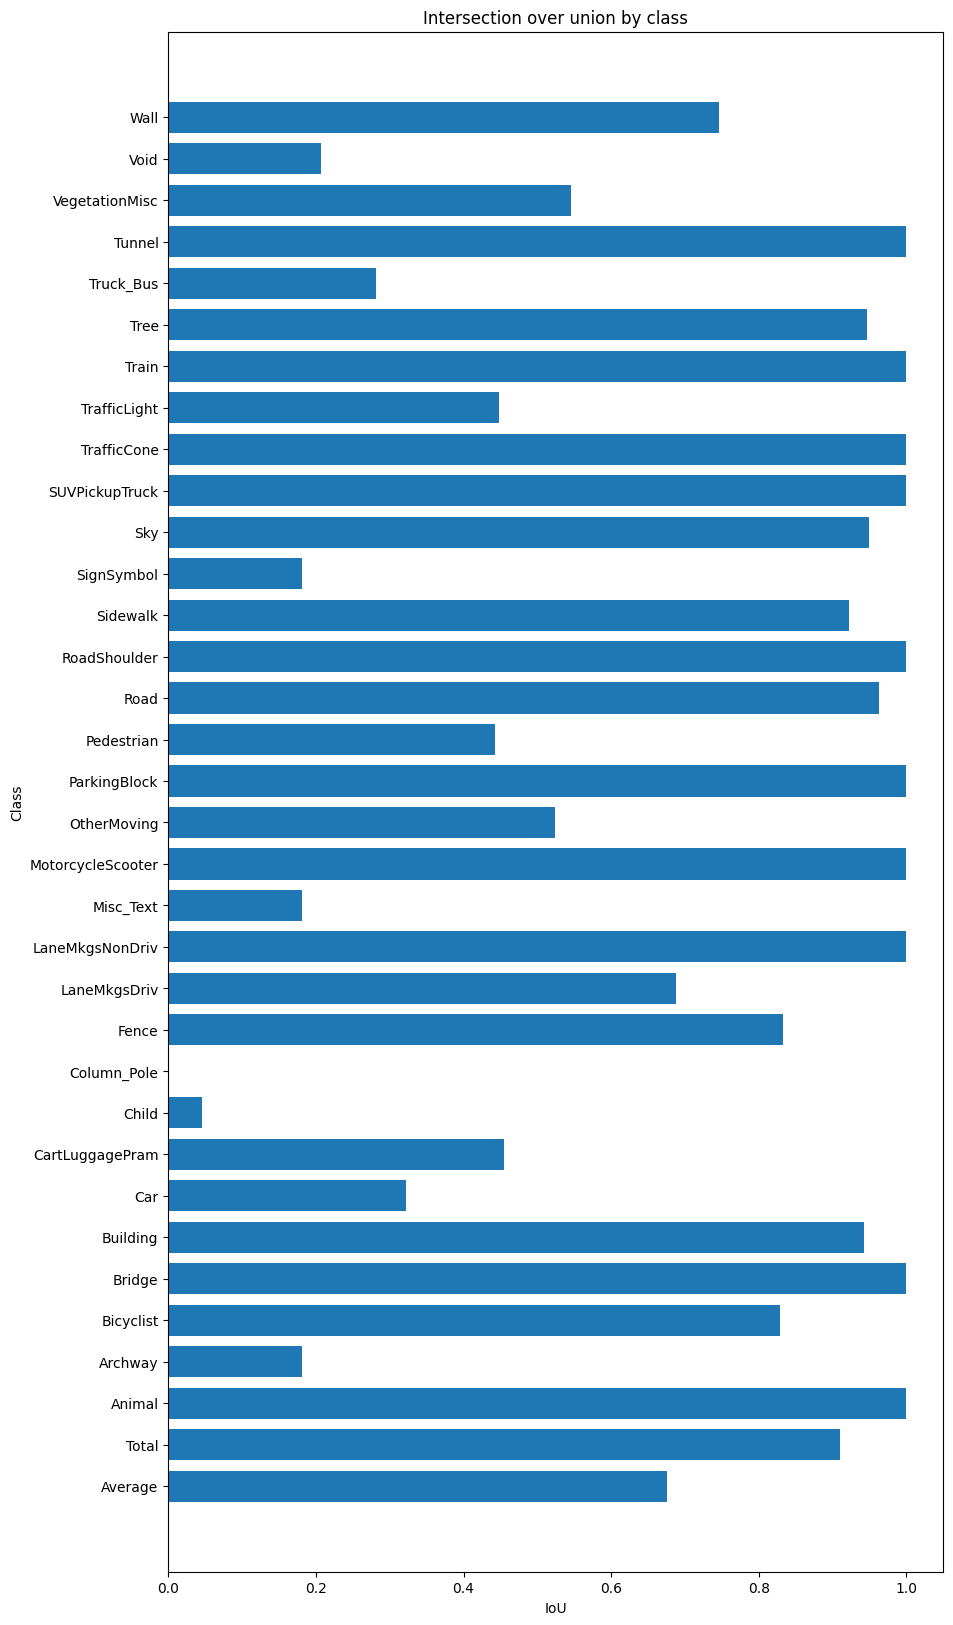 Intersection over union by class
Wall
Void
VegetationMisc
Tunnel
Truck_Bus
Tree
Train
TrafficLight
TrafficCone
SUVPickupTruck
Sky
SignSymbol
Sidewalk
RoadShoulder
Road
Pedestrian
ParkingBlock
OtherMoving
MotorcycleScooter
Misc_Text
LaneMkgsNonDriv
LaneMkgsDriv
Fence
Column_Pole
Child
CartLuggagePram
Car
Building
Bridge
Bicyclist
Archway
Animal
Total
Average
Class
0.0 0.2 0.4 0.6 0.8 1.0
IoU